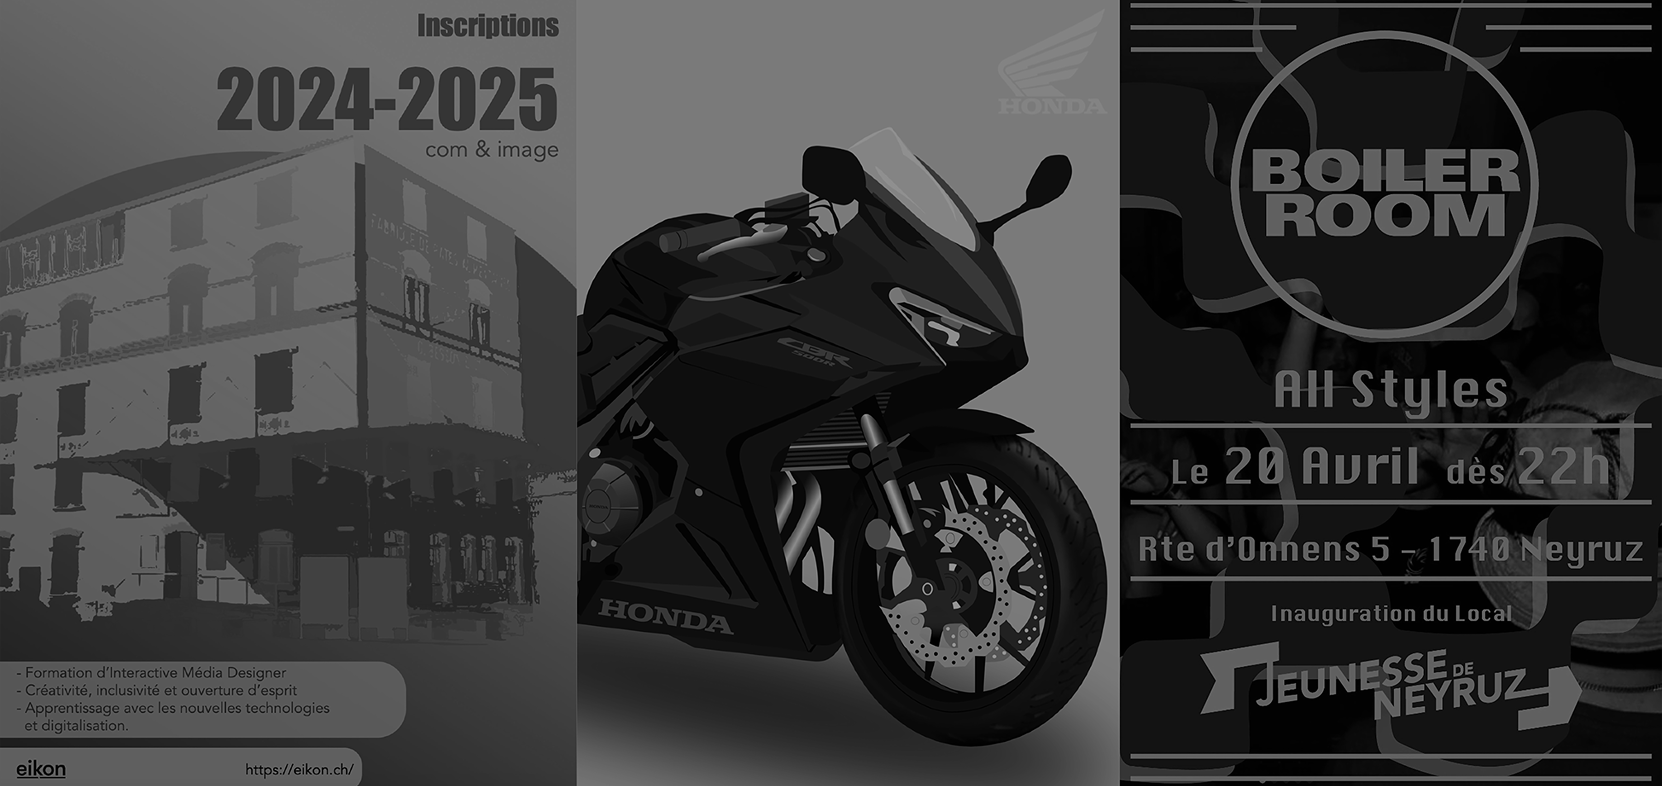 Inscriptions
2024-2025
com & image
- Formation d'Interactive Média Designer
- Créativité, inclusivité et ouverture d'esprit
- Apprentissage avec les nouvelles technologies
et digitalisation.
eikon
https://eikon.ch/
HONDA
CBR
500R
HONDA
BOILER
ROOM
All Styles
Le 20 Avril dès 22h
Rte d'Onnens 5 - 1740 Neyruz
Inauguration du Local
JEUNESSE DE
NEYRUZ